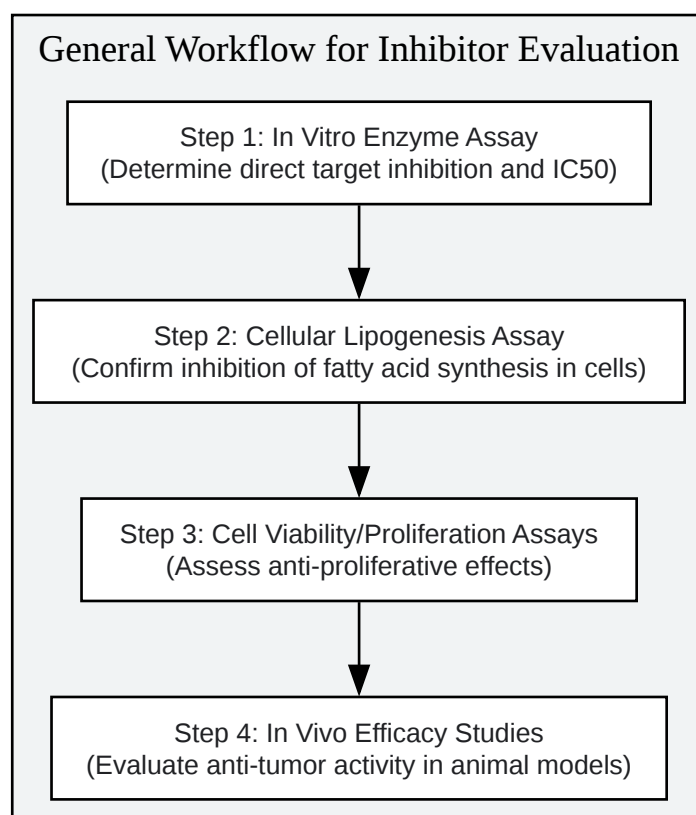 General Workflow for Inhibitor Evaluation
Step 1: In Vitro Enzyme Assay
(Determine direct target inhibition and IC50)
Step 2: Cellular Lipogenesis Assay
(Confirm inhibition of fatty acid synthesis in cells)
Step 3: Cell Viability/Proliferation Assays
(Assess anti-proliferative effects)
Step 4: In Vivo Efficacy Studies
(Evaluate anti-tumor activity in animal models)